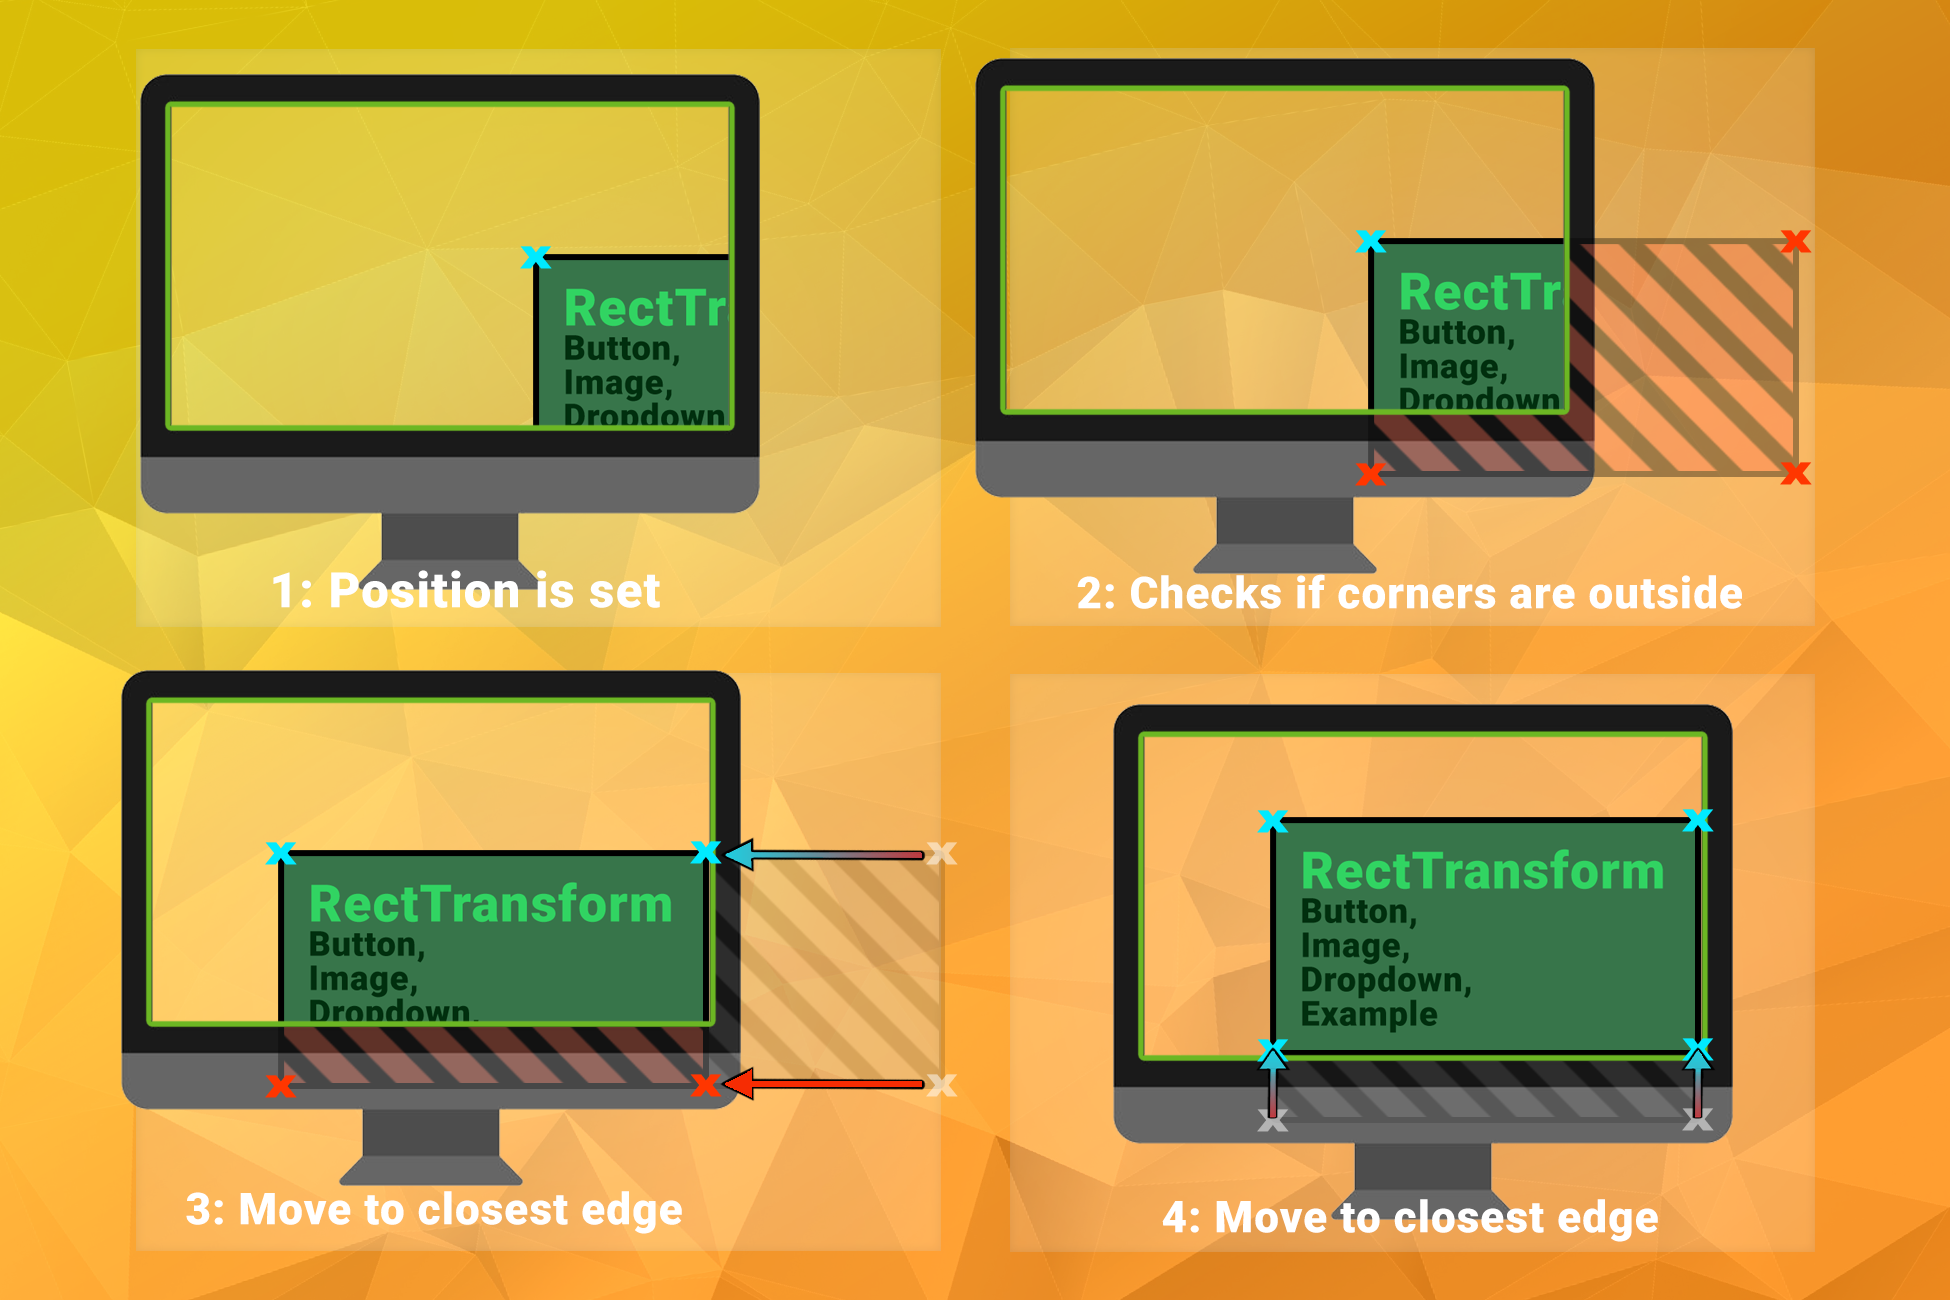 RectTr
Button,
Image,
Dropdown
1: Position is set
RectTr
Button,
Image,
Dropdown
2: Checks if corners are outside
RectTransform
Button,
Image,
Dropdown,
3: Move to closest edge
RectTransform
Button,
Image,
Dropdown,
Example
4: Move to closest edge